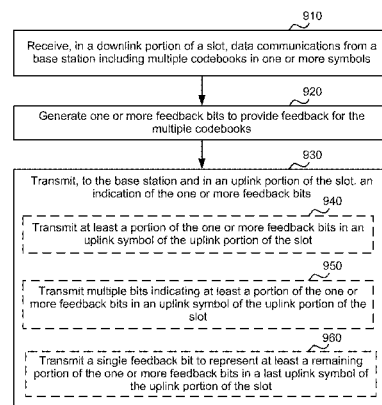 910
Receive, in a downlink portion of a slot, data communications from a
base station including multiple codebooks in one or more symbols
920
Generate one or more feedback bits to provide feedback for the
multiple codebooks
930
Transmit, to the base station and in an uplink portion of the slot, an
indication of the one or more feedback bits
940
Transmit at least a portion of the one or more feedback bits in an
uplink symbol of the uplink portion of the slot
950
Transmit multiple bits indicating at least a portion of the one or
more feedback bits in an uplink symbol of the uplink portion of the
slot
960
Transmit a single feedback bit to represent at least a remaining
portion of the one or more feedback bits in a last uplink symbol of
the uplink portion of the slot